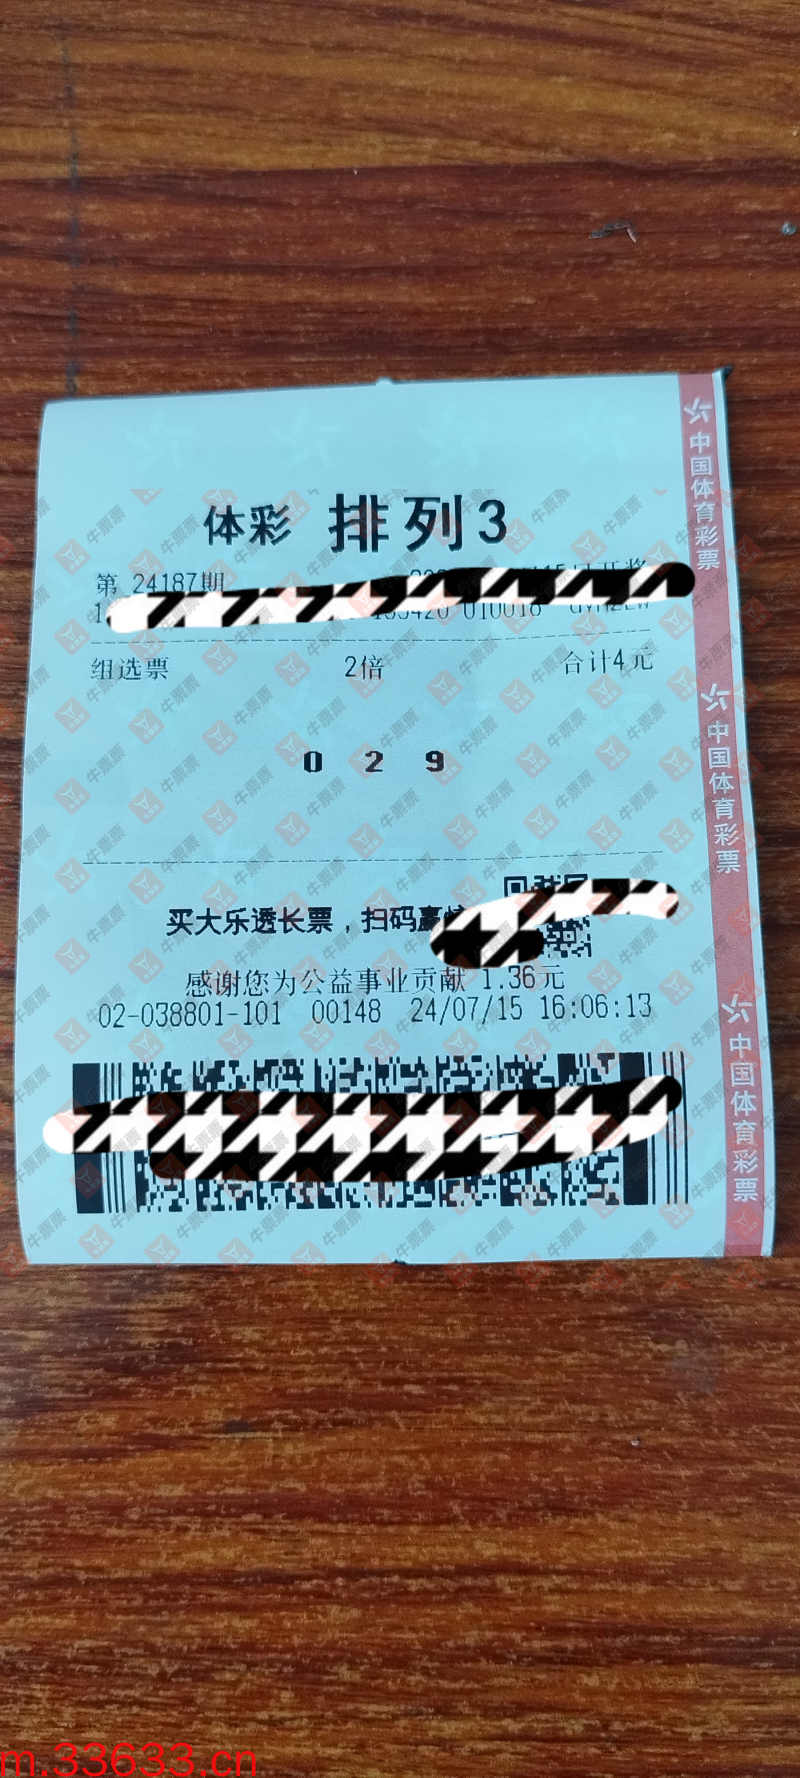 体彩 排列3
第 24187期
组选票 2倍 合计4元
0 2 9
买大乐透长票，扫码赢
感谢您为公益事业贡献 1.36元
02-038801-101 00148 24/07/15 16:06:13
中国体育彩票
中国体育彩票
中国体育彩票
牛票票
m.33633.cn